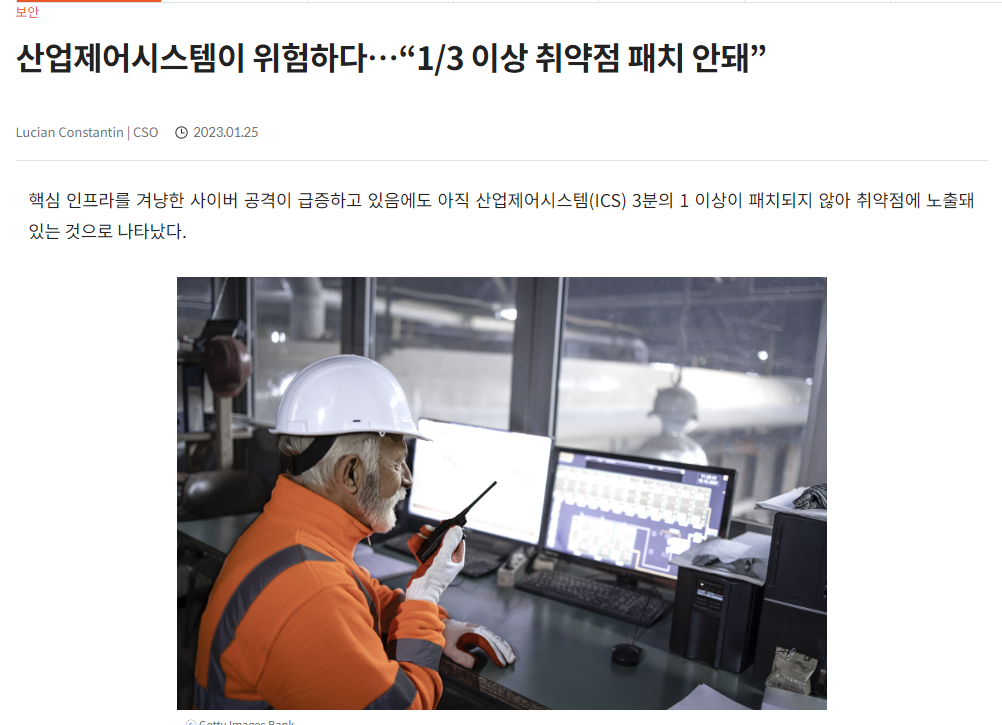 보안
산업제어시스템이 위험하다…“1/3 이상 취약점 패치 안돼”
Lucian Constantin | CSO 2023.01.25
핵심 인프라를 겨냥한 사이버 공격이 급증하고 있음에도 아직 산업제어시스템(ICS) 3분의 1 이상이 패치되지 않아 취약점에 노출돼
있는 것으로 나타났다.
ⓒ Getty Images Bank